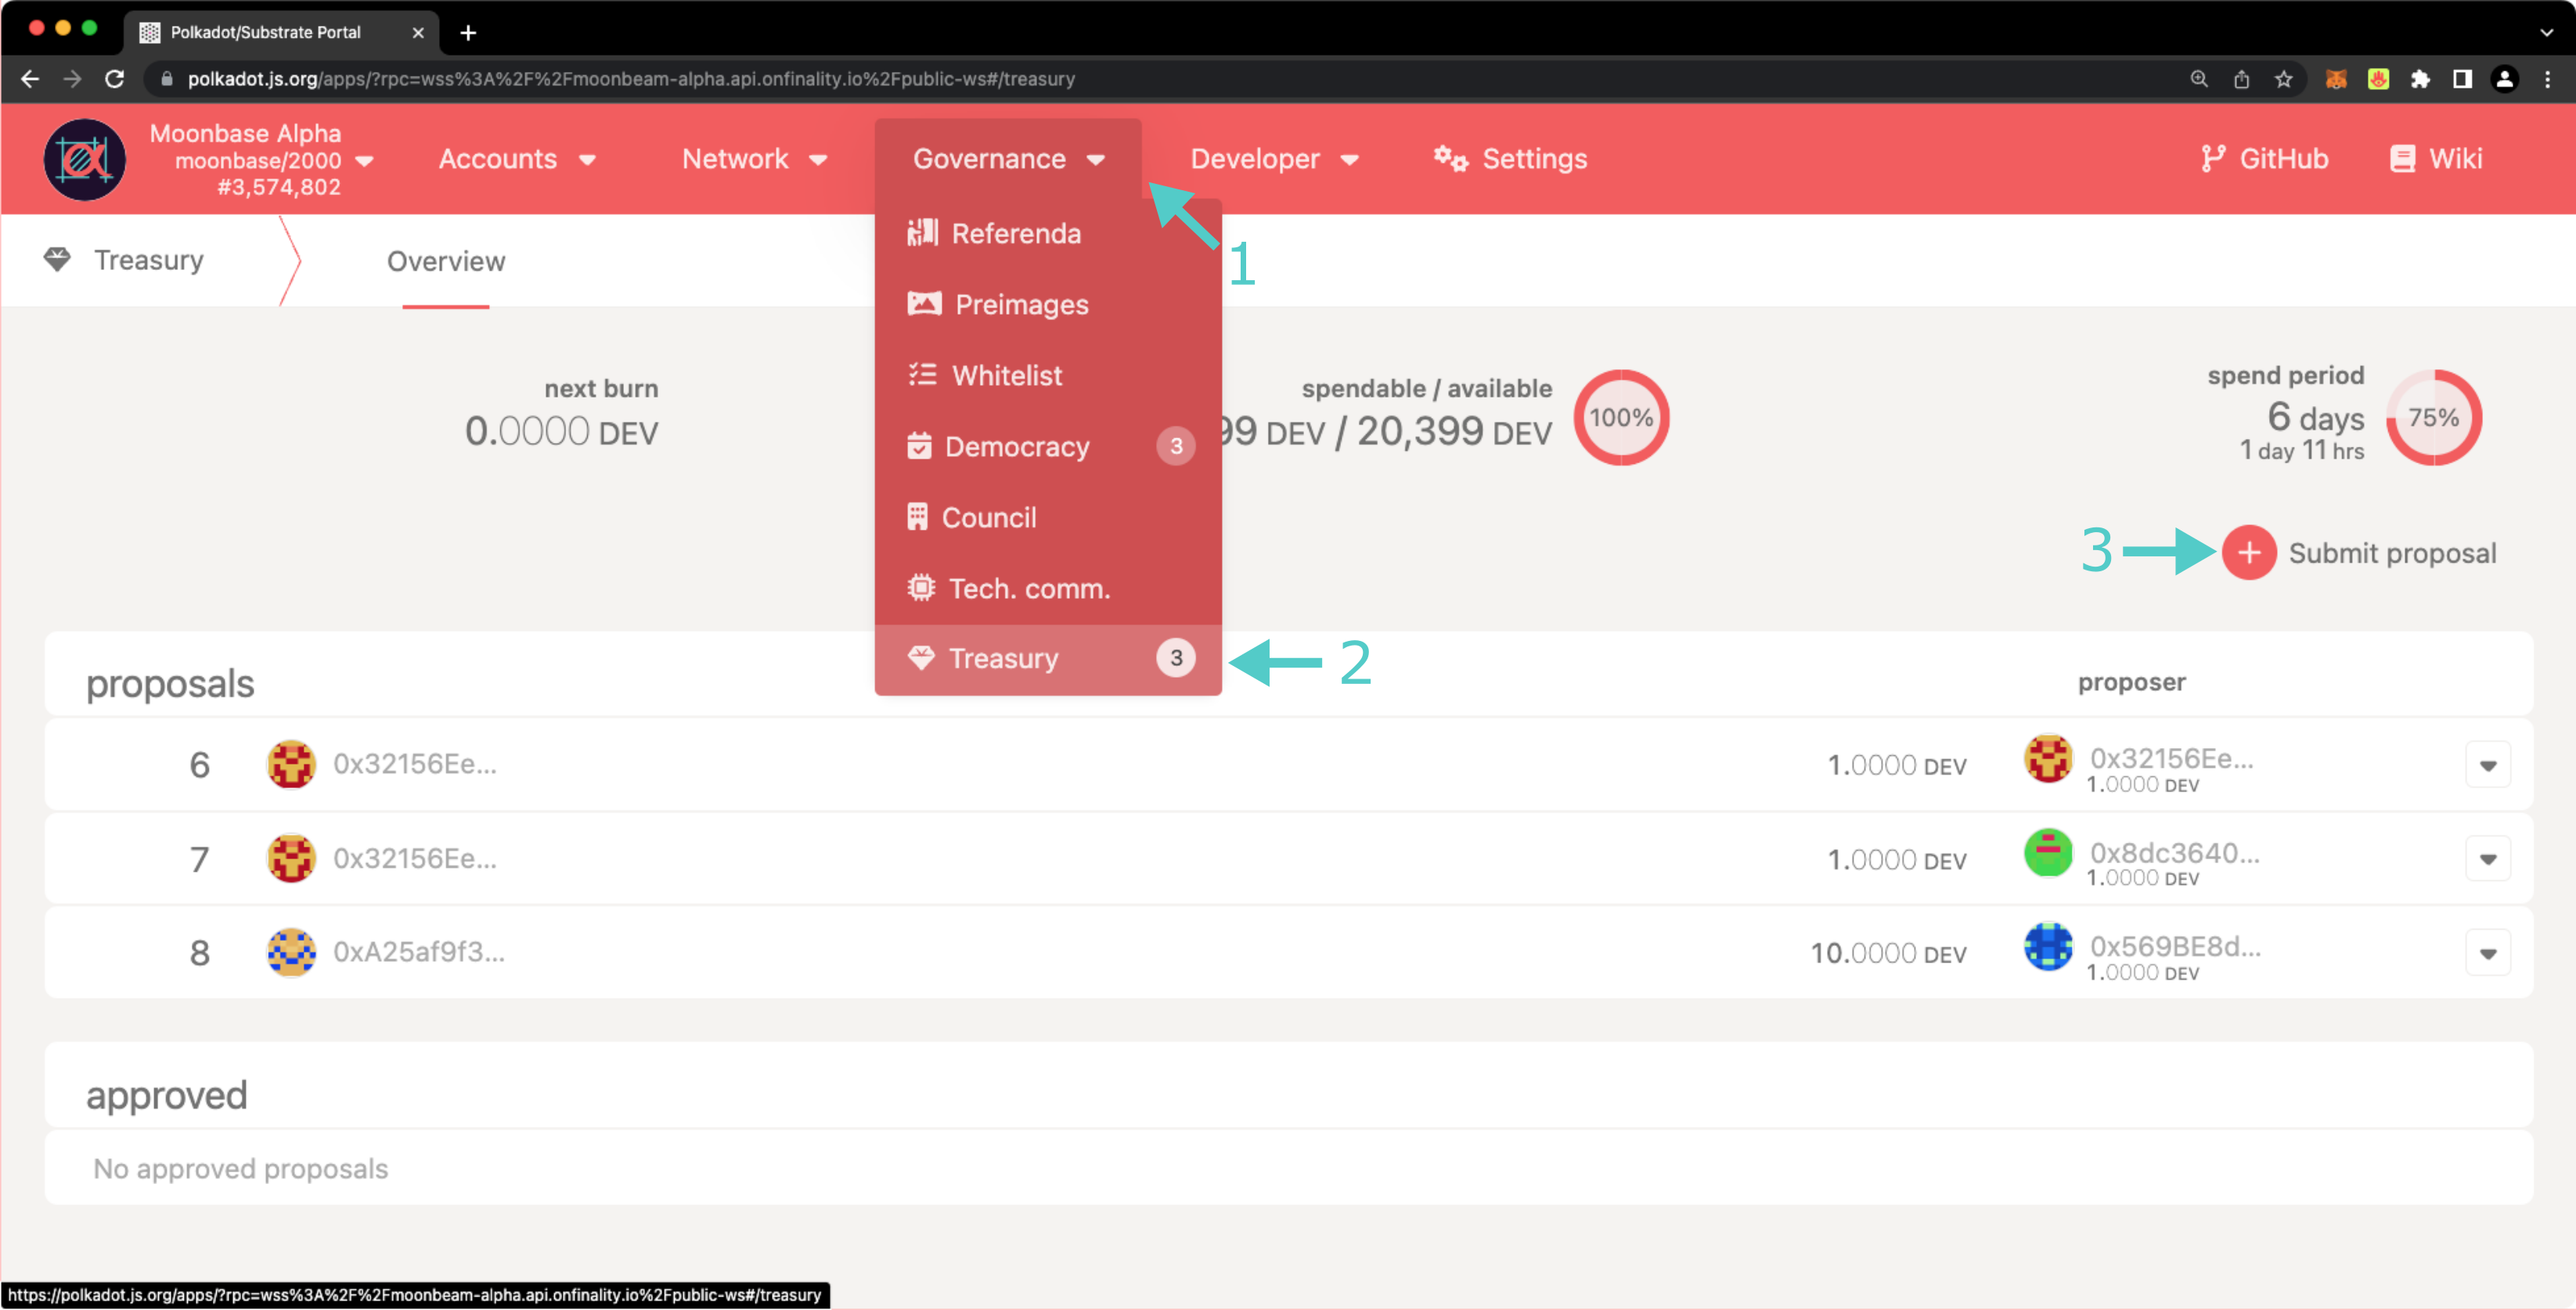 Polkadot/Substrate Portal
polkadot.js.org/apps/?rpc=wss%3A%2F%2Fmoonbeam-alpha.api.onfinality.io%2Fpublic-ws#/treasury
Moonbase Alpha
moonbase/2000
#3,574,802
Accounts
Network
Governance
Developer
Settings
GitHub
Wiki
Treasury
Overview
Referenda
Preimages
Whitelist
Democracy 3
Council
Tech. comm.
Treasury 3
1
2
next burn
0.0000 DEV
spendable / available
99 DEV / 20,399 DEV
100%
spend period
6 days
1 day 11 hrs
75%
3
Submit proposal
proposals
proposer
6 0x32156Ee... 1.0000 DEV 0x32156Ee...
1.0000 DEV
7 0x32156Ee... 1.0000 DEV 0x8dc3640...
1.0000 DEV
8 0xA25af9f3... 10.0000 DEV 0x569BE8d...
1.0000 DEV
approved
No approved proposals
https://polkadot.js.org/apps/?rpc=wss%3A%2F%2Fmoonbeam-alpha.api.onfinality.io%2Fpublic-ws#/treasury